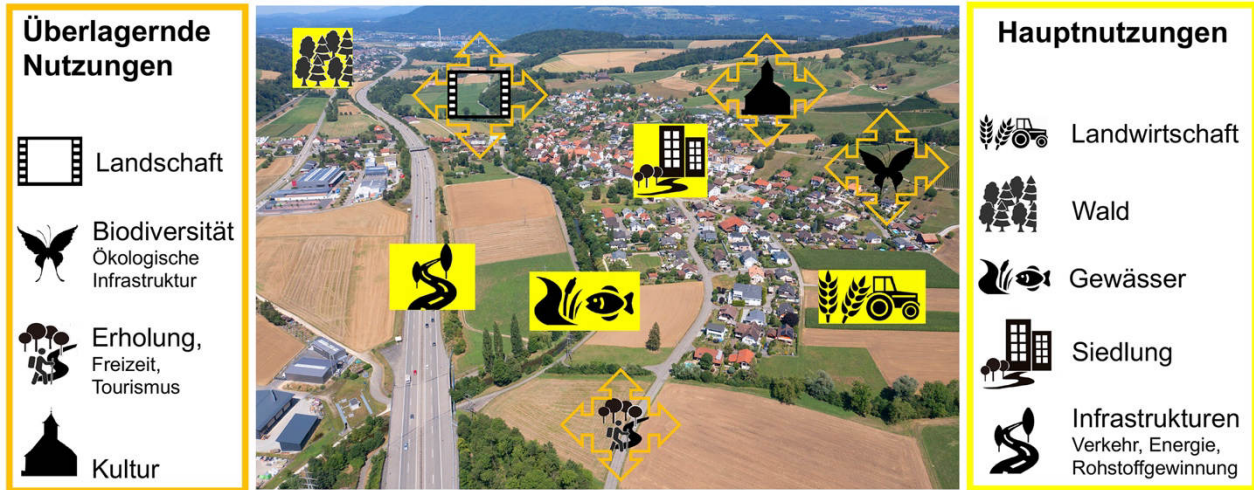 Überlagernde
Nutzungen
Landschaft
Biodiversität
Ökologische
Infrastruktur
Erholung,
Freizeit,
Tourismus
Kultur
Hauptnutzungen
Landwirtschaft
Wald
Gewässer
Siedlung
Infrastrukturen
Verkehr, Energie,
Rohstoffgewinnung